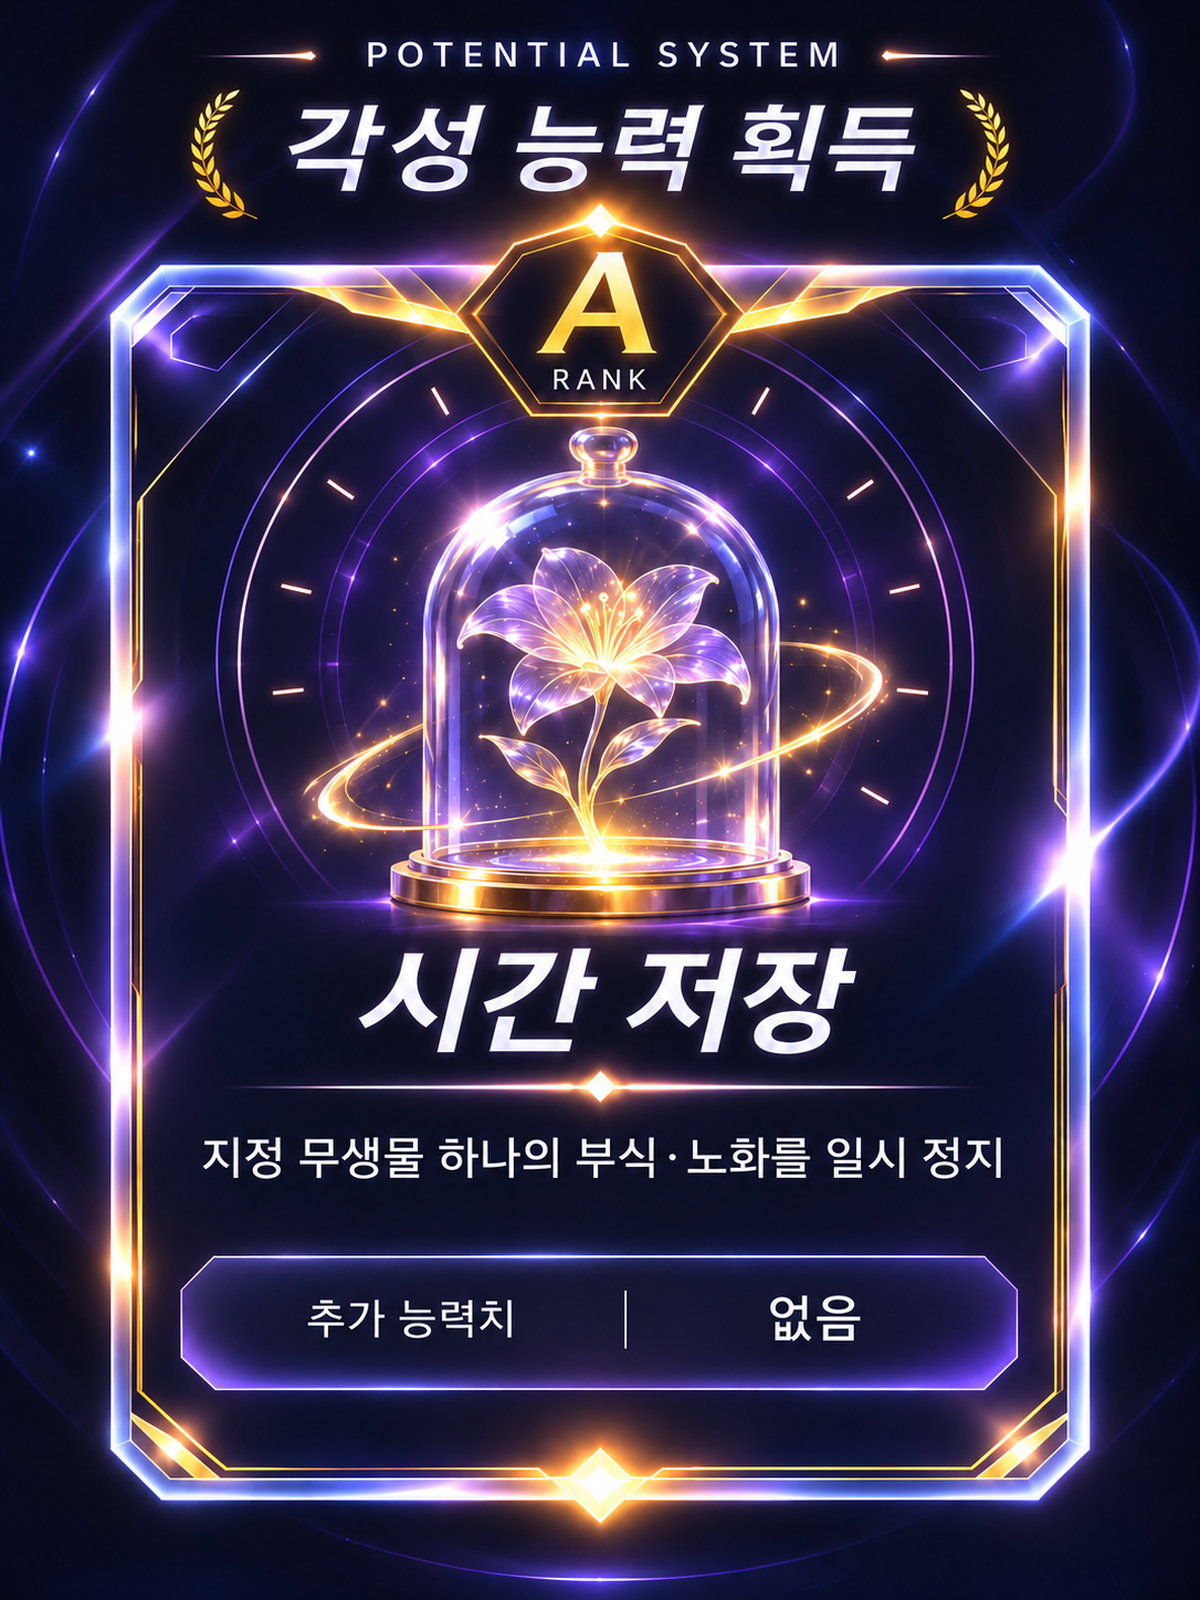 POTENTIAL SYSTEM
각성 능력 획득
A
RANK
시간 저장
지정 무생물 하나의 부식·노화를 일시 정지
추가 능력치 | 없음